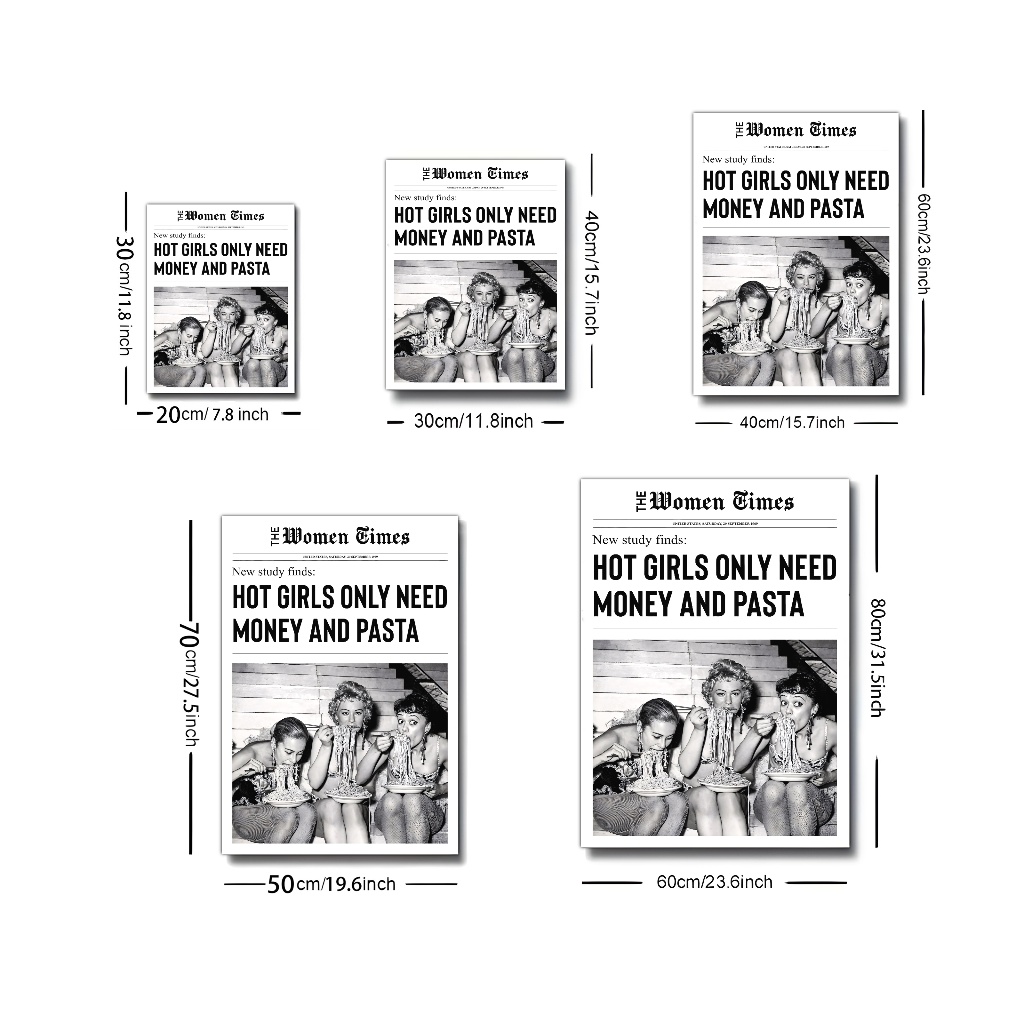 THE Women Times
New study finds:
HOT GIRLS ONLY NEED
MONEY AND PASTA
30cm/11.8 inch
20cm/ 7.8 inch
THE Women Times
New study finds:
HOT GIRLS ONLY NEED
MONEY AND PASTA
40cm/15.7inch
30cm/11.8inch
THE Women Times
New study finds:
HOT GIRLS ONLY NEED
MONEY AND PASTA
60cm/23.6inch
40cm/15.7inch
THE Women Times
New study finds:
HOT GIRLS ONLY NEED
MONEY AND PASTA
70cm/27.5inch
50cm/19.6inch
THE Women Times
UNITED STATES, SATURDAY, 20 SEPTEMBER
New study finds:
HOT GIRLS ONLY NEED
MONEY AND PASTA
80cm/31.5inch
60cm/23.6inch